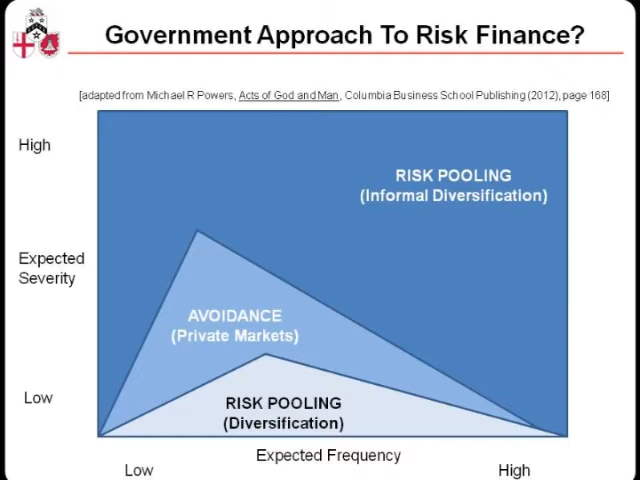 Government Approach To Risk Finance?
[adapted from Michael R Powers, Acts of God and Man, Columbia Business School Publishing (2012), page 168]
High
RISK POOLING
(Informal Diversification)
Expected
Severity
AVOIDANCE
(Private Markets)
Low
RISK POOLING
(Diversification)
Expected Frequency
Low
High